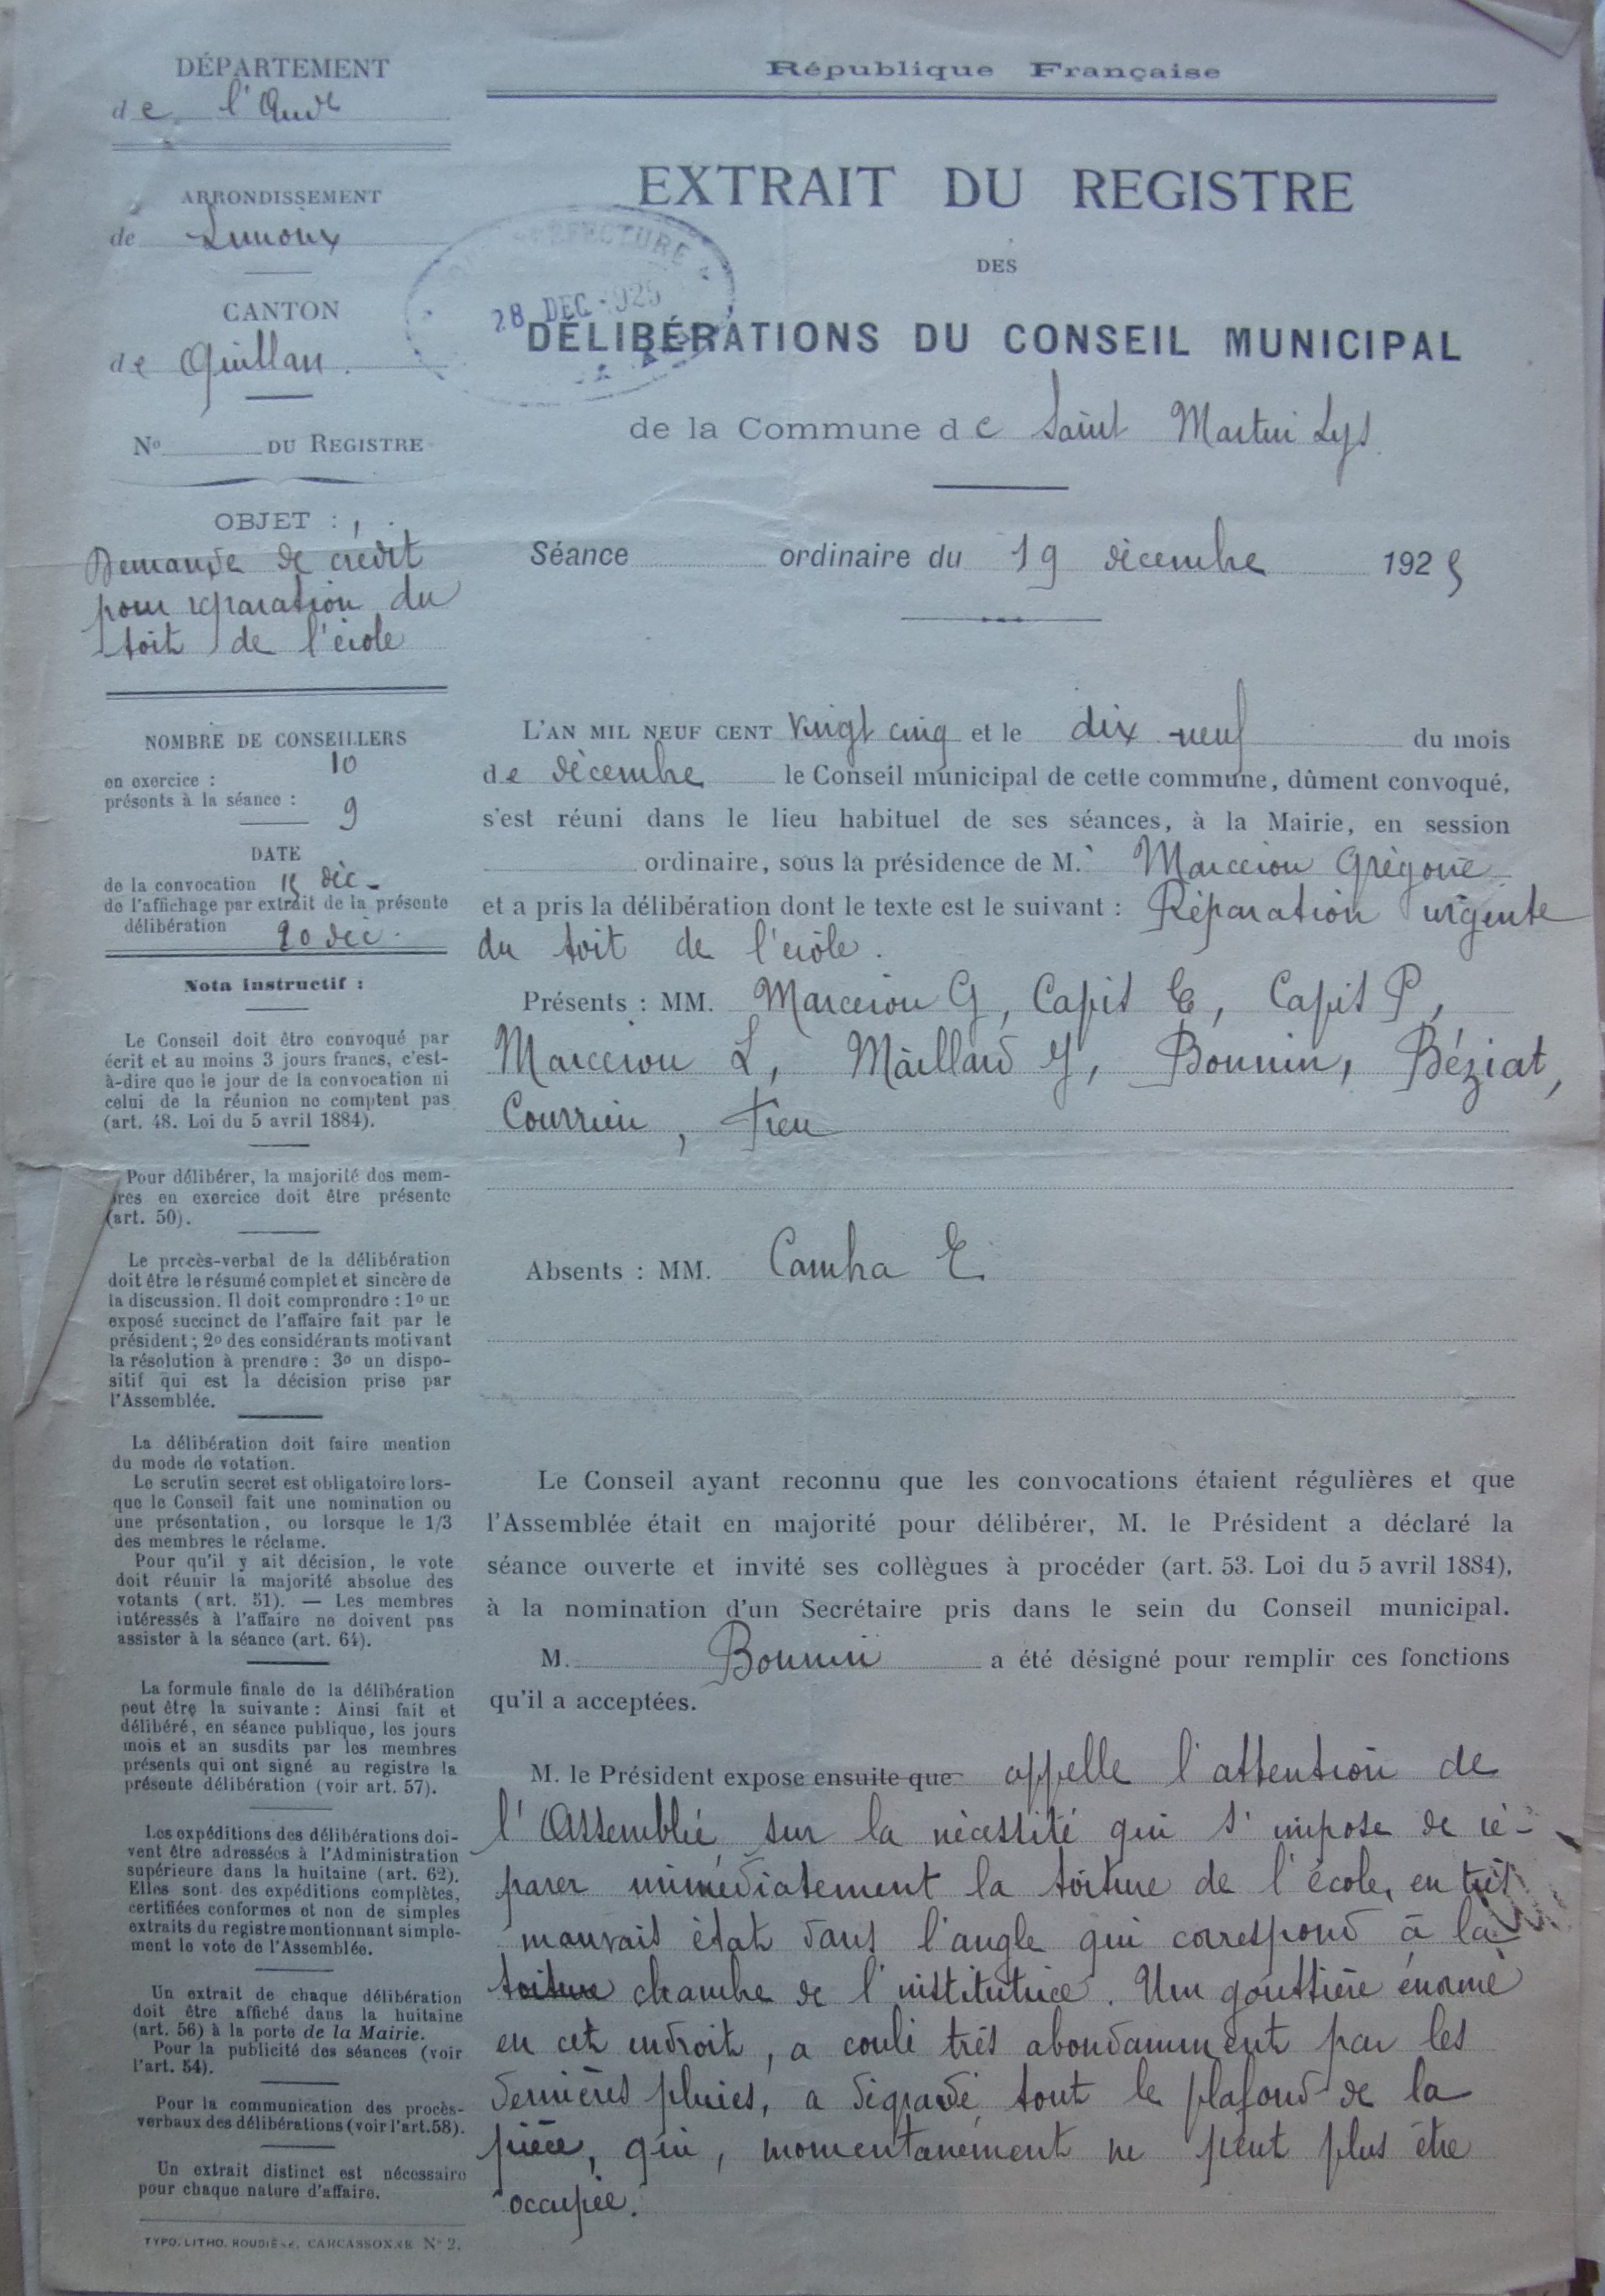 DÉPARTEMENT
de l'Aude
ARRONDISSEMENT
de Limoux
CANTON
de Quillan.
No DU REGISTRE
OBJET :
Demande de crédit
pour réparation du
toit de l'école
NOMBRE DE CONSEILLERS
10
en exercice :
présents à la séance :
9
DATE
de la convocation 15 déc-
de l'affichage par extrait de la présente
délibération 20 déc.
Nota instructif :
Le Conseil doit être convoqué par
écrit et au moins 3 jours francs, c'est-
à-dire que le jour de la convocation ni
celui de la réunion ne comptent pas
(art. 48. Loi du 5 avril 1884).
Pour délibérer, la majorité des mem-
bres en exercice doit être présente
(art. 50).
Le procès-verbal de la délibération
doit être le résumé complet et sincère de
la discussion. Il doit comprendre : 1o un
exposé succinct de l'affaire fait par le
président ; 2o des considérants motivant
la résolution à prendre : 3o un dispo-
sitif qui est la décision prise par
l'Assemblée.
La délibération doit faire mention
du mode de votation.
Le scrutin secret est obligatoire lors-
que le Conseil fait une nomination ou
une présentation, ou lorsque le 1/3
des membres le réclame.
Pour qu'il y ait décision, le vote
doit réunir la majorité absolue des
votants (art. 51). — Les membres
intéressés à l'affaire ne doivent pas
assister à la séance (art. 64).
La formule finale de la délibération
peut être la suivante : Ainsi fait et
délibéré, en séance publique, les jours
mois et an susdits par les membres
présents qui ont signé au registre la
présente délibération (voir art. 57).
Les expéditions des délibérations doi-
vent être adressées à l'Administration
supérieure dans la huitaine (art. 62).
Elles sont des expéditions complètes,
certifiées conformes et non de simples
extraits du registre mentionnant simple-
ment le vote de l'Assemblée.
Un extrait de chaque délibération
doit être affiché dans la huitaine
(art. 56) à la porte de la Mairie.
Pour la publicité des séances (voir
l'art. 54).
Pour la communication des procès-
verbaux des délibérations (voir l'art.58).
Un extrait distinct est nécessaire
pour chaque nature d'affaire.
TYPO. LITHO. ROUDIÈRE, CARCASSONNE No 2.
République Française
EXTRAIT DU REGISTRE
DES
28 DEC 1925
DÉLIBÉRATIONS DU CONSEIL MUNICIPAL
de la Commune de Saint Martin Lys.
Séance ordinaire du 19 décembre 1925
L'AN MIL NEUF CENT vingt cinq et le dix neuf du mois
de décembre le Conseil municipal de cette commune, dûment convoqué,
s'est réuni dans le lieu habituel de ses séances, à la Mairie, en session
ordinaire, sous la présidence de M. Marcerou Grégoire
et a pris la délibération dont le texte est le suivant : Réparation urgente
du toit de l'école.
Présents : MM. Marcerou G, Capit E, Capit P,
Marcerou L, Maillard J, Bonnin, Béziat,
Courrieu, Fieu
Absents : MM. Cambra E.
Le Conseil ayant reconnu que les convocations étaient régulières et que
l'Assemblée était en majorité pour délibérer, M. le Président a déclaré la
séance ouverte et invité ses collègues à procéder (art. 53. Loi du 5 avril 1884),
à la nomination d'un Secrétaire pris dans le sein du Conseil municipal.
M. Bonnin a été désigné pour remplir ces fonctions
qu'il a acceptées.
M. le Président expose ensuite que appelle l'attention de
l'Assemblée, sur la nécessité qui s'impose de ré-
parer immédiatement la toiture de l'école, en très
mauvais état dans l'angle qui correspond à la
toiture chambre de l'institutrice. Une gouttière énorme
en cet endroit, a coulé très abondamment par les
dernières pluies, a dégradé tout le plafond de la
pièce, qui, momentanément ne peut plus être
occupée.